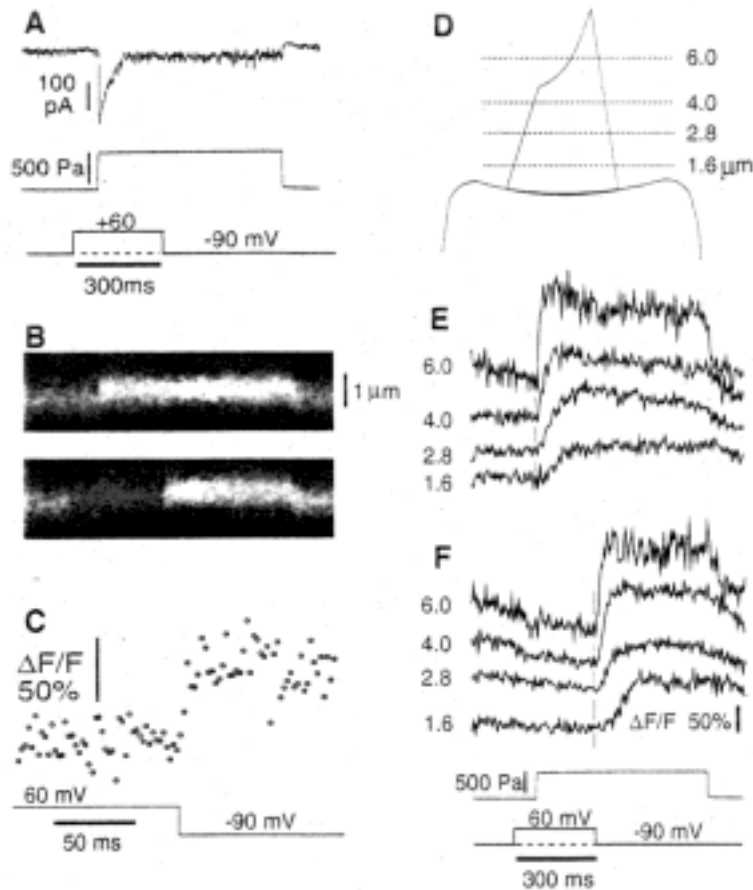 A
100
pA
500 Pa
+60
-90 mV
300ms
B
1 μm
C
ΔF/F
50%
60 mV
-90 mV
50 ms
D
6.0
4.0
2.8
1.6 μm
E
6.0
4.0
2.8
1.6
F
6.0
4.0
2.8
1.6
ΔF/F 50%
500 Pa
60 mV
-90 mV
300 ms